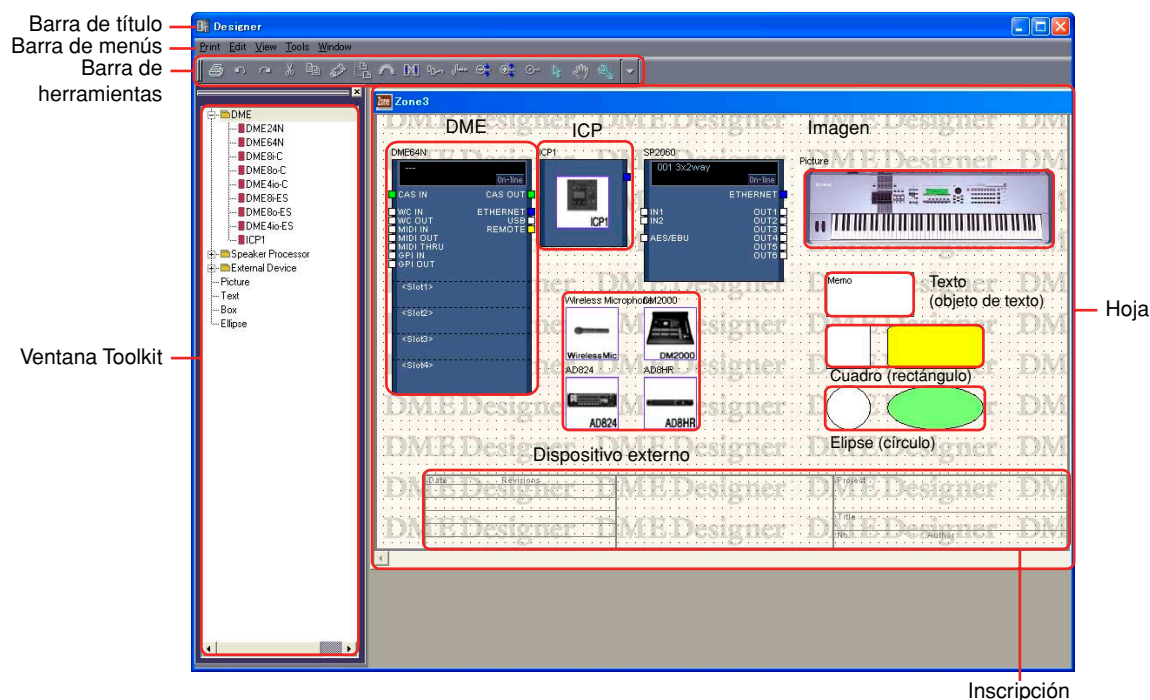 Barra de título
Designer
Barra de menús
Print Edit View Tools Window
Barra de
herramientas
Zone
Zone3
DME
DME24N
DME64N
DME8i-C
DME8o-C
DME4io-C
DME8i-ES
DME8o-ES
DME4io-ES
ICP1
Speaker Processor
External Device
Picture
Text
Box
Ellipse
Ventana Toolkit
DME Designer
DME
ICP
Imagen
DME64N
---
On-line
CAS IN CAS OUT
WC IN ETHERNET
WC OUT USB
MIDI IN REMOTE
MIDI OUT
MIDI THRU
GPI IN
GPI OUT
<Slot1>
<Slot2>
<Slot3>
<Slot4>
ICP1
ICP1
SP2060
001 3x2way
On-line
ETHERNET
IN1 OUT1
IN2 OUT2
OUT3
AES/EBU OUT4
OUT5
OUT6
Picture
Wireless Microphone
DM2000
WirelessMic
DM2000
AD824
AD8HR
AD824
AD8HR
Dispositivo externo
Memo
Texto
(objeto de texto)
Cuadro (rectángulo)
Elipse (círculo)
Hoja
Date Revisions
Project
Title
No. Author
Inscripción